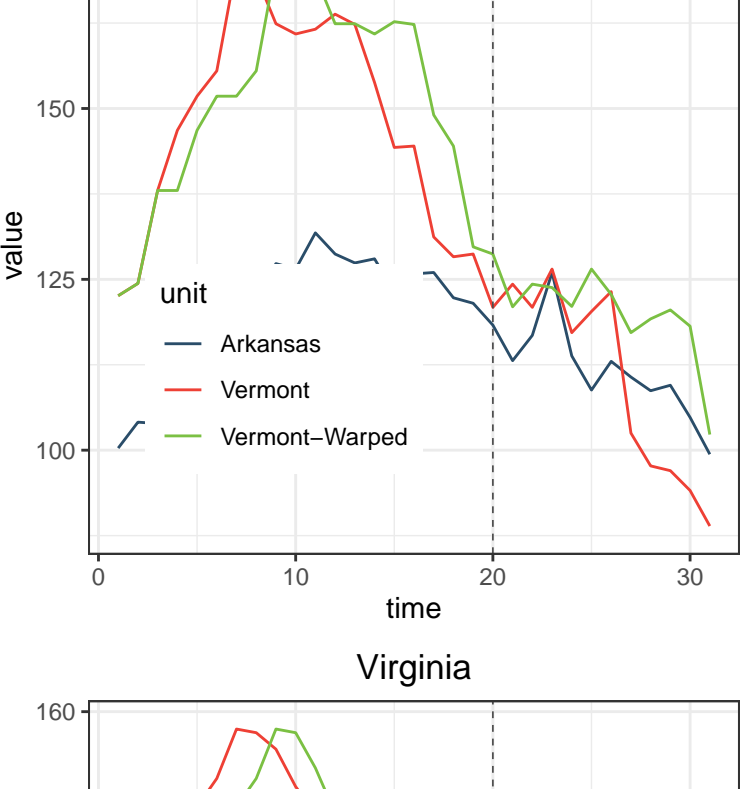 150
125
100
value
unit
Arkansas
Vermont
Vermont−Warped
0 10 20 30
time
Virginia
160